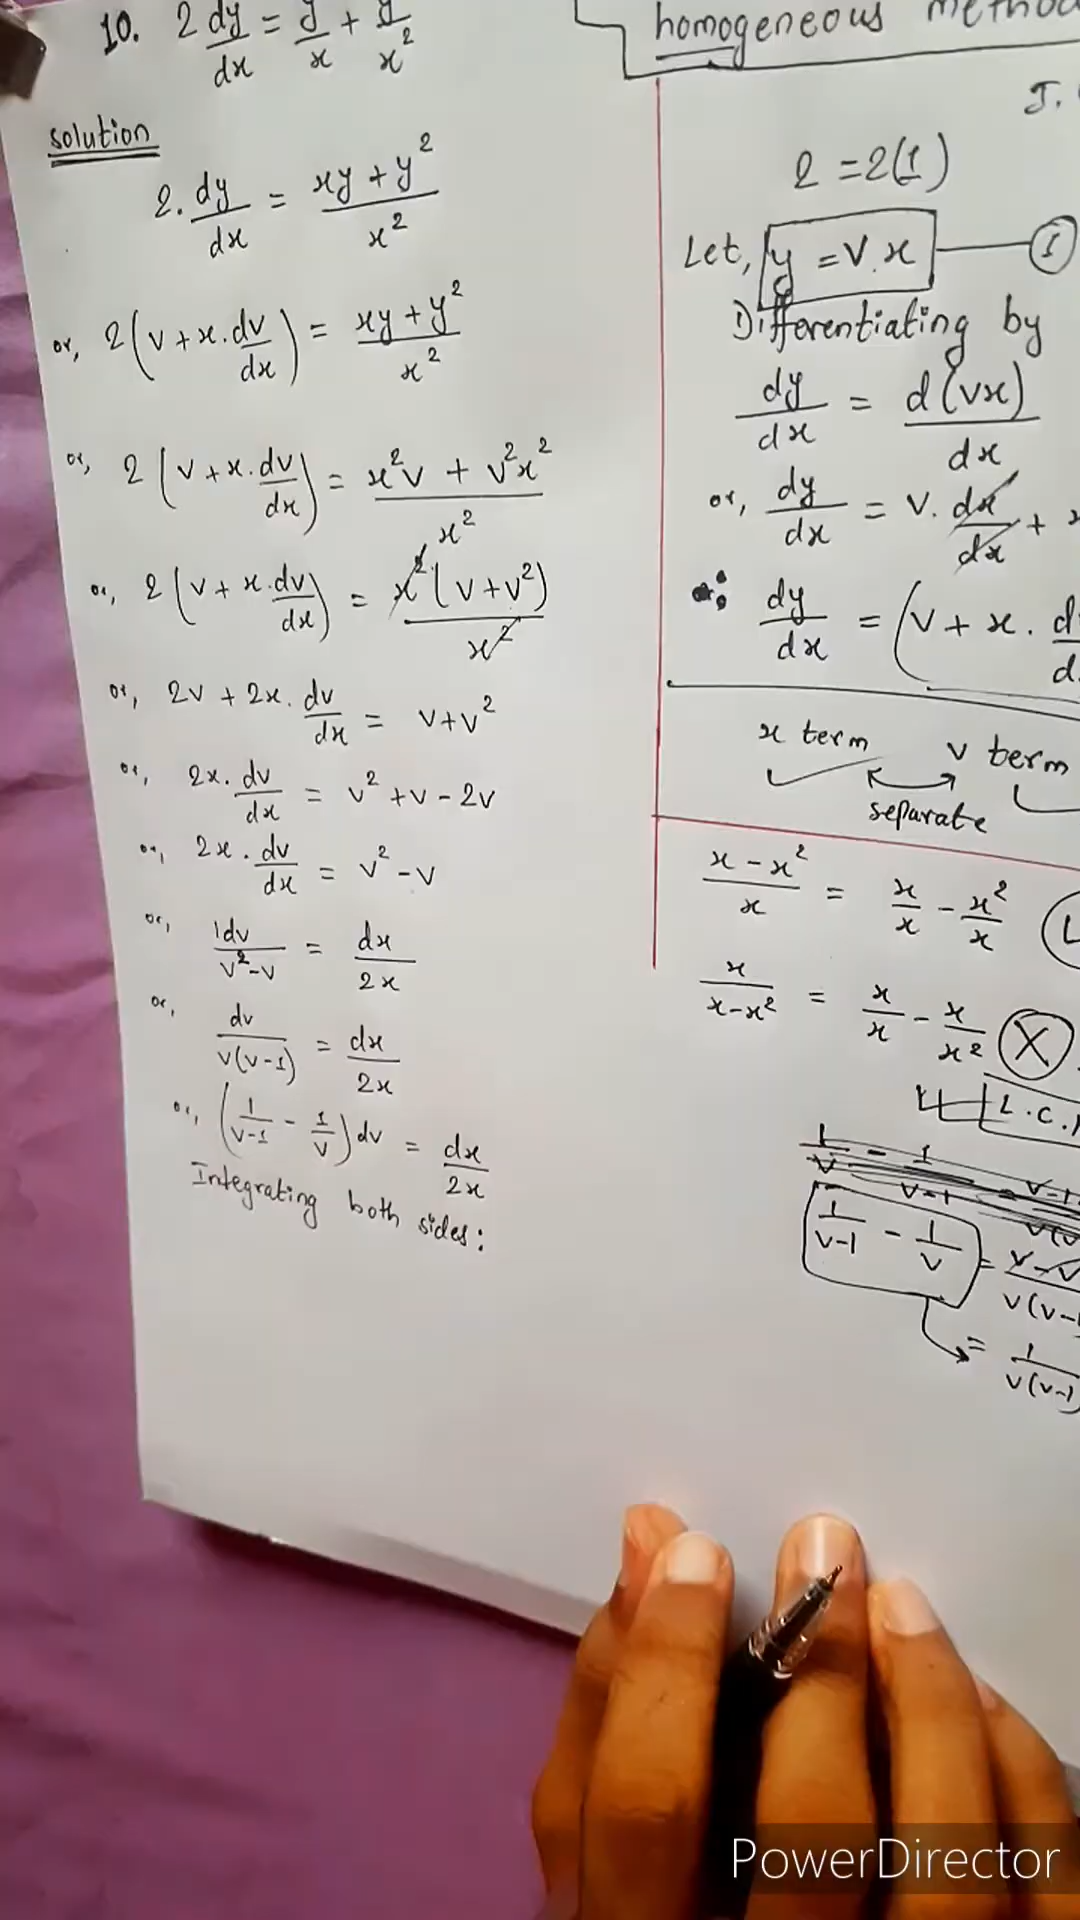 10. 2 dy/dx = y/x + y²/x²
solution
2. dy/dx = (xy + y²)/x²
or, 2(v + x. dv/dx) = (xy + y²)/x²
or, 2(v + x. dv/dx) = (x²v + v²x²)/x²
or, 2(v + x. dv/dx) = x²(v + v²)/x²
or, 2v + 2x. dv/dx = v+v²
or, 2x. dv/dx = v² + v - 2v
or, 2x. dv/dx = v² - v
or, 1dv/(v²-v) = dx/2x
or, dv/(v(v-1)) = dx/2x
or, (1/(v-1) - 1/v) dv = dx/2x
Integrating both sides:
homogeneous
2 = 2(1)
Let, y = v.x — 1
Differentiating by
dy/dx = d(vx)/dx
or, dy/dx = v. dx/dx +
∴ dy/dx = (v + x.
x term v term
separate
(x - x²)/x = x/x - x²/x
x/(x-x²) = x/x - x/x² X
L.C.
1/v - 1/(v-1)
1/(v-1) - 1/v =
= 1/(v(v-1)
PowerDirector